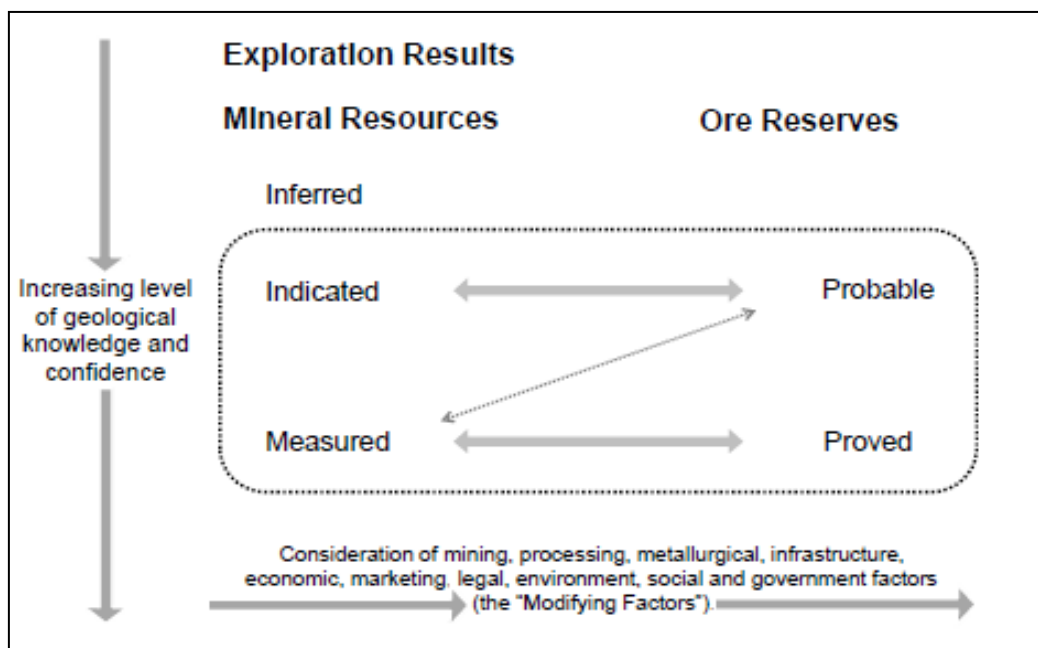 Exploration Results
MIneral Resources
Ore Reserves
Inferred
Increasing level
of geological
knowledge and
confidence
Indicated
Probable
Measured
Proved
Consideration of mining, processing, metallurgical, infrastructure,
economic, marketing, legal, environment, social and government factors
(the "Modifying Factors").